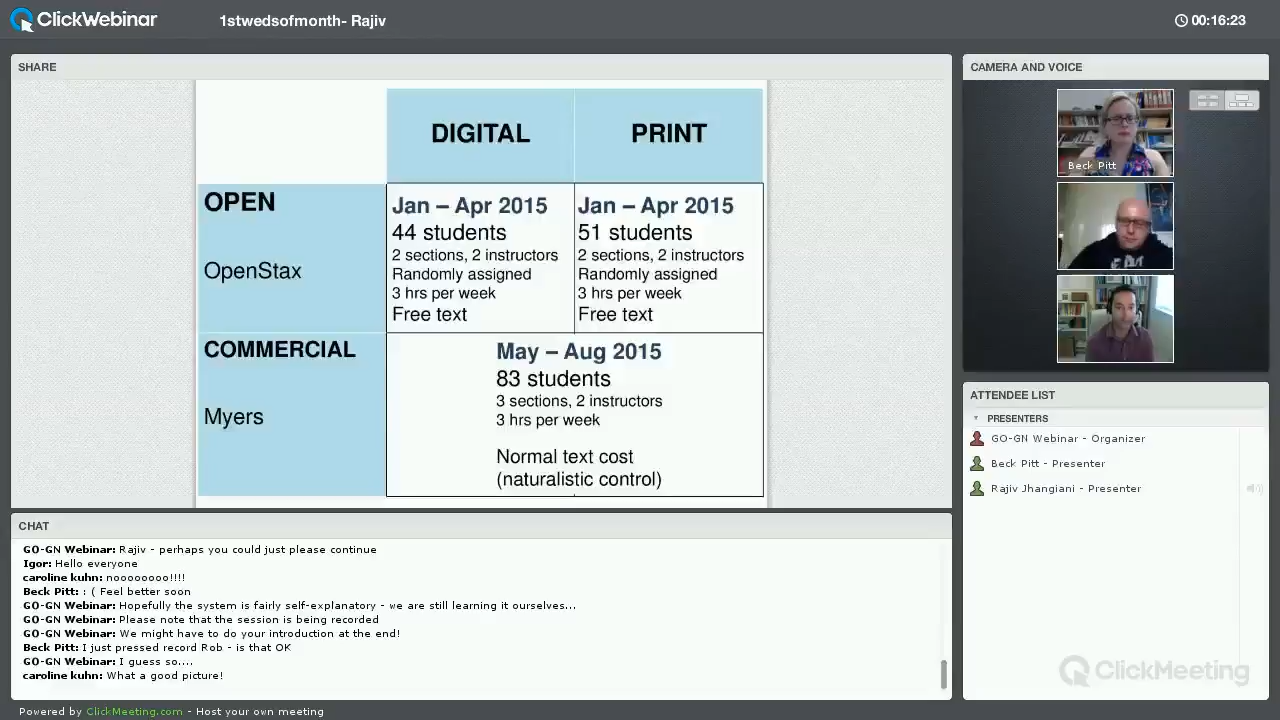 ClickWebinar
1stwedsofmonth- Rajiv
00:16:23
SHARE
DIGITAL
PRINT
OPEN
OpenStax
Jan – Apr 2015
44 students
2 sections, 2 instructors
Randomly assigned
3 hrs per week
Free text
Jan – Apr 2015
51 students
2 sections, 2 instructors
Randomly assigned
3 hrs per week
Free text
COMMERCIAL
Myers
May – Aug 2015
83 students
3 sections, 2 instructors
3 hrs per week
Normal text cost
(naturalistic control)
CAMERA AND VOICE
Beck Pitt
ATTENDEE LIST
PRESENTERS
GO-GN Webinar - Organizer
Beck Pitt - Presenter
Rajiv Jhangiani - Presenter
CHAT
GO-GN Webinar: Rajiv - perhaps you could just please continue
Igor: Hello everyone
caroline kuhn: noooooooo!!!!
Beck Pitt: : ( Feel better soon
GO-GN Webinar: Hopefully the system is fairly self-explanatory - we are still learning it ourselves...
GO-GN Webinar: Please note that the session is being recorded
GO-GN Webinar: We might have to do your introduction at the end!
Beck Pitt: I just pressed record Rob - is that OK
GO-GN Webinar: I guess so....
caroline kuhn: What a good picture!
ClickMeeting
Powered by ClickMeeting.com - Host your own meeting